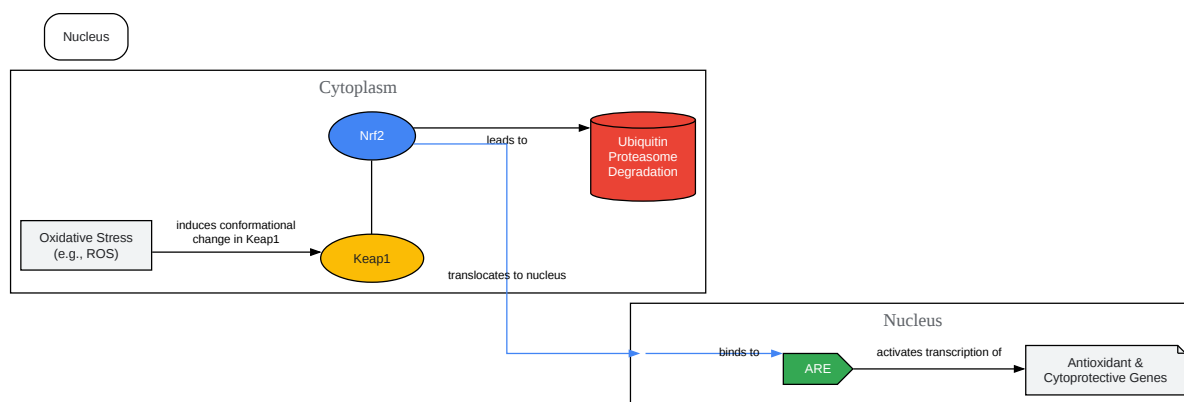 Nucleus
Cytoplasm
Nrf2
leads to
Ubiquitin
Proteasome
Degradation
induces conformational
change in Keap1
Oxidative Stress
(e.g., ROS)
Keap1
translocates to nucleus
Nucleus
binds to
ARE
activates transcription of
Antioxidant &
Cytoprotective Genes